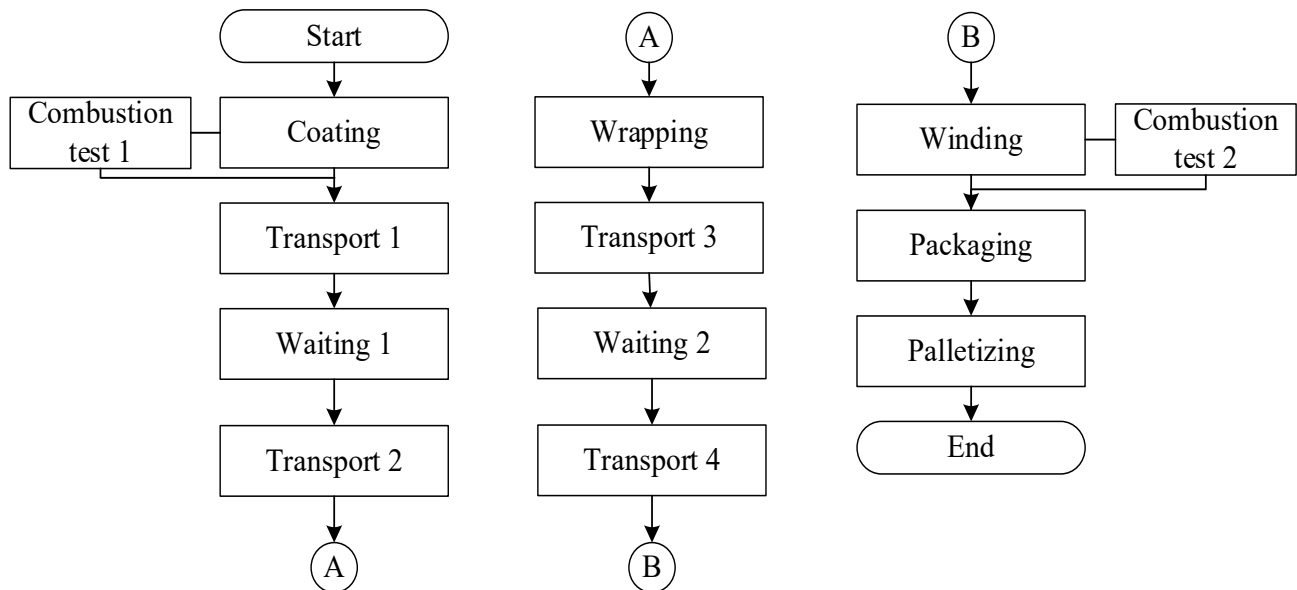 Start
Combustion
test 1
Coating
Transport 1
Waiting 1
Transport 2
A
A
Wrapping
Transport 3
Waiting 2
Transport 4
B
B
Winding
Combustion
test 2
Packaging
Palletizing
End